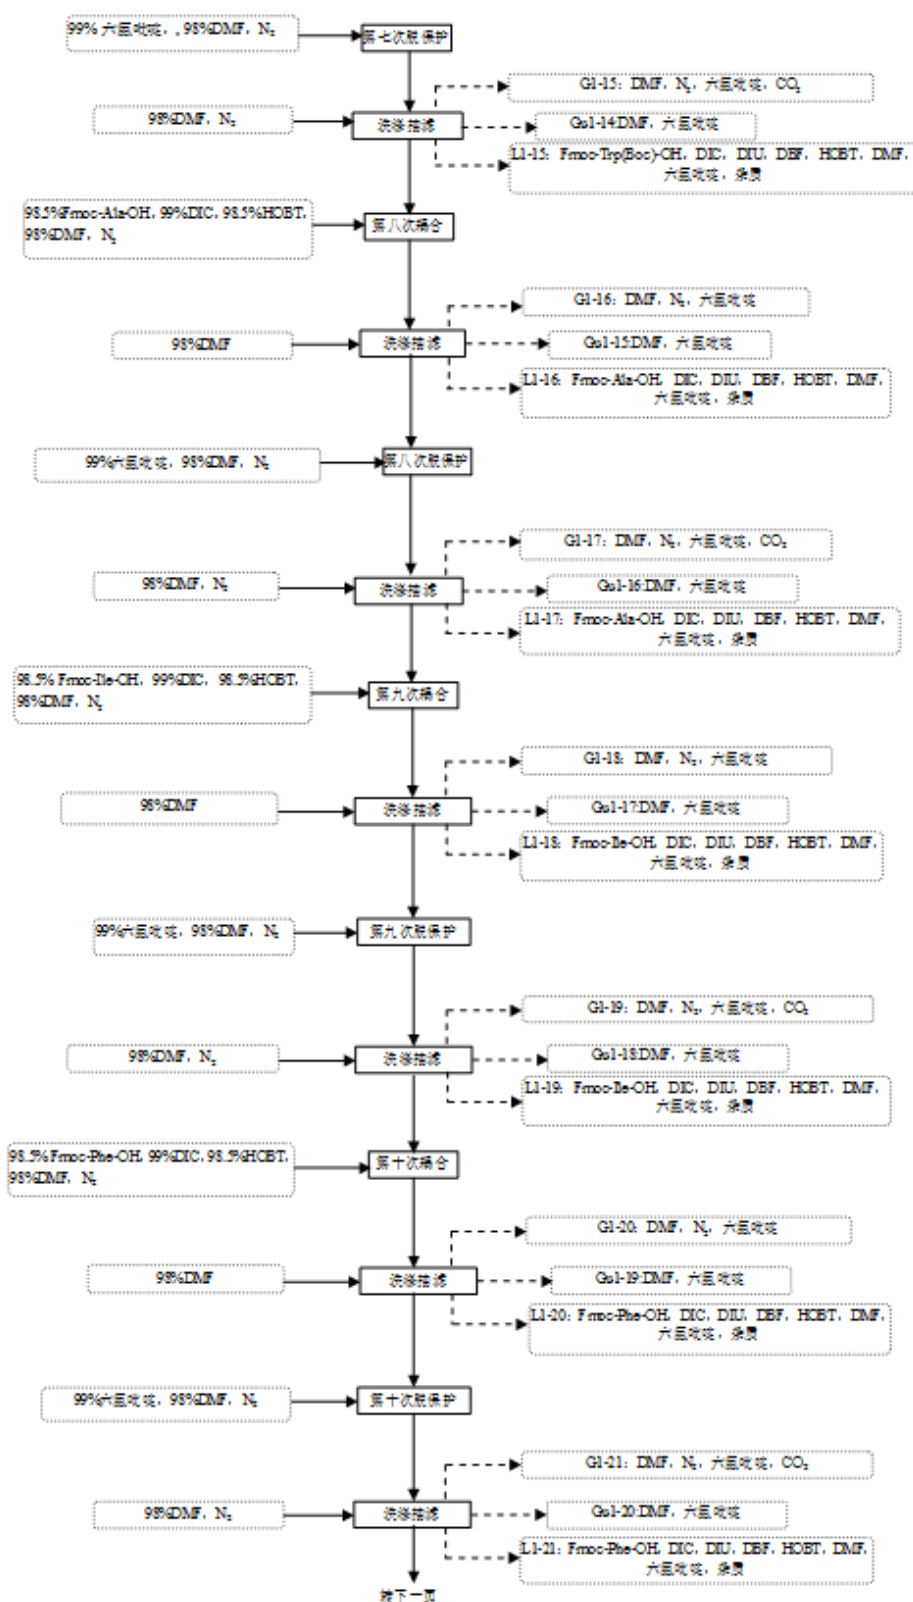 99% 六氢吡啶，, 98%DMF，N₂
第七次脱保护
G1-15：DMF，N₂，六氢吡啶，CO₂
98%DMF，N₂
洗涤抽滤
Gu1-14:DMF，六氢吡啶
L1-15：Fmoc-Trp(Boc)-OH，DIC，DIU，DBF，HOBT，DMF，
六氢吡啶，杂质
98.5%Fmoc-Ala-OH，99%DIC，98.5%HOBT，
98%DMF，N₂
第八次耦合
G1-16：DMF，N₂，六氢吡啶
98%DMF
洗涤抽滤
Gu1-15:DMF，六氢吡啶
L1-16：Fmoc-Ala-OH，DIC，DIU，DBF，HOBT，DMF，
六氢吡啶，杂质
99%六氢吡啶，98%DMF，N₂
第八次脱保护
G1-17：DMF，N₂，六氢吡啶，CO₂
98%DMF，N₂
洗涤抽滤
Gu1-16:DMF，六氢吡啶
L1-17：Fmoc-Ala-OH，DIC，DIU，DBF，HOBT，DMF，
六氢吡啶，杂质
98.5% Fmoc-Ile-OH，99%DIC，98.5%HOBT，
98%DMF，N₂
第九次耦合
G1-18：DMF，N₂，六氢吡啶
98%DMF
洗涤抽滤
Gu1-17:DMF，六氢吡啶
L1-18：Fmoc-Ile-OH，DIC，DIU，DBF，HOBT，DMF，
六氢吡啶，杂质
99%六氢吡啶，98%DMF，N₂
第九次脱保护
G1-19：DMF，N₂，六氢吡啶，CO₂
98%DMF，N₂
洗涤抽滤
Gu1-18:DMF，六氢吡啶
L1-19：Fmoc-Ile-OH，DIC，DIU，DBF，HOBT，DMF，
六氢吡啶，杂质
98.5%Fmoc-Phe-OH，99%DIC，98.5%HOBT，
98%DMF，N₂
第十次耦合
G1-20：DMF，N₂，六氢吡啶
98%DMF
洗涤抽滤
Gu1-19:DMF，六氢吡啶
L1-20：Fmoc-Phe-OH，DIC，DIU，DBF，HOBT，DMF，
六氢吡啶，杂质
99%六氢吡啶，98%DMF，N₂
第十次脱保护
G1-21：DMF，N₂，六氢吡啶，CO₂
98%DMF，N₂
洗涤抽滤
Gu1-20:DMF，六氢吡啶
L1-21：Fmoc-Phe-OH，DIC，DIU，DBF，HOBT，DMF，
六氢吡啶，杂质
转下一页